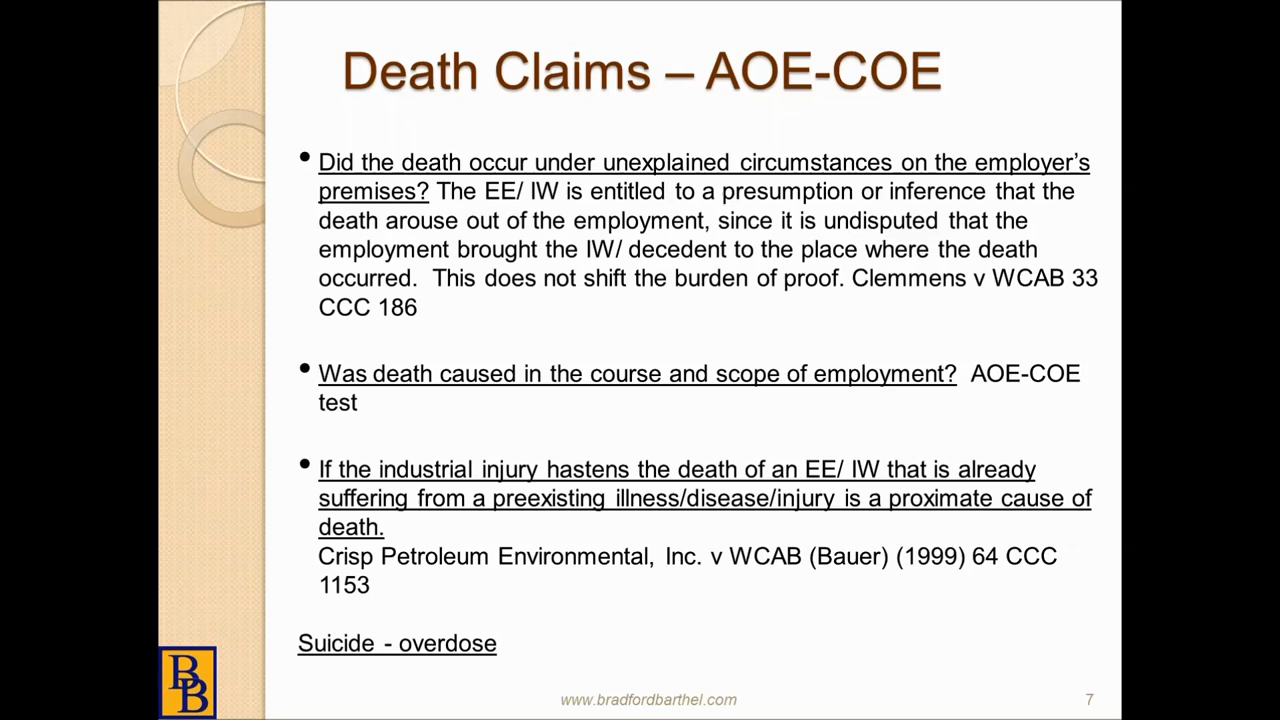 Death Claims – AOE-COE
• Did the death occur under unexplained circumstances on the employer’s
premises? The EE/ IW is entitled to a presumption or inference that the
death arouse out of the employment, since it is undisputed that the
employment brought the IW/ decedent to the place where the death
occurred.  This does not shift the burden of proof. Clemmens v WCAB 33
CCC 186
• Was death caused in the course and scope of employment?  AOE-COE
test
• If the industrial injury hastens the death of an EE/ IW that is already
suffering from a preexisting illness/disease/injury is a proximate cause of
death.
Crisp Petroleum Environmental, Inc. v WCAB (Bauer) (1999) 64 CCC
1153
Suicide - overdose
BB
www.bradfordbarthel.com
7